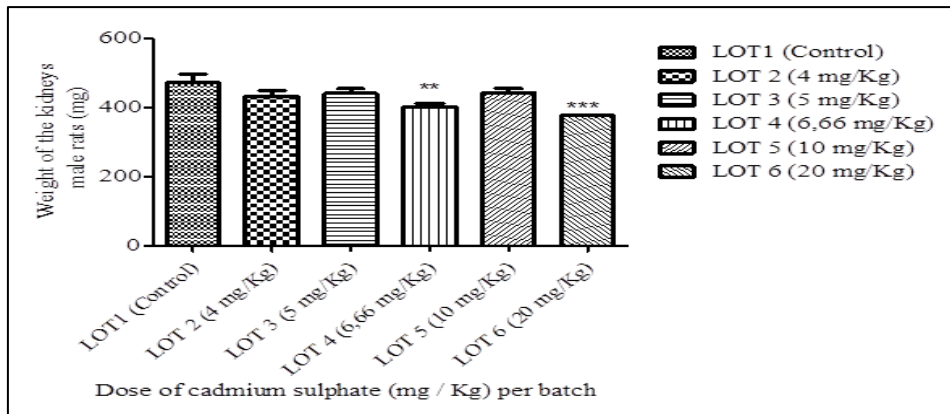 Weight of the kidneys
male rats (mg)
600
400
200
0
**
***
LOT1 (Control)
LOT 2 (4 mg/Kg)
LOT 3 (5 mg/Kg)
LOT 4 (6,66 mg/Kg)
LOT 5 (10 mg/Kg)
LOT 6 (20 mg/Kg)
Dose of cadmium sulphate (mg / Kg) per batch
LOT1 (Control)
LOT 2 (4 mg/Kg)
LOT 3 (5 mg/Kg)
LOT 4 (6,66 mg/Kg)
LOT 5 (10 mg/Kg)
LOT 6 (20 mg/Kg)